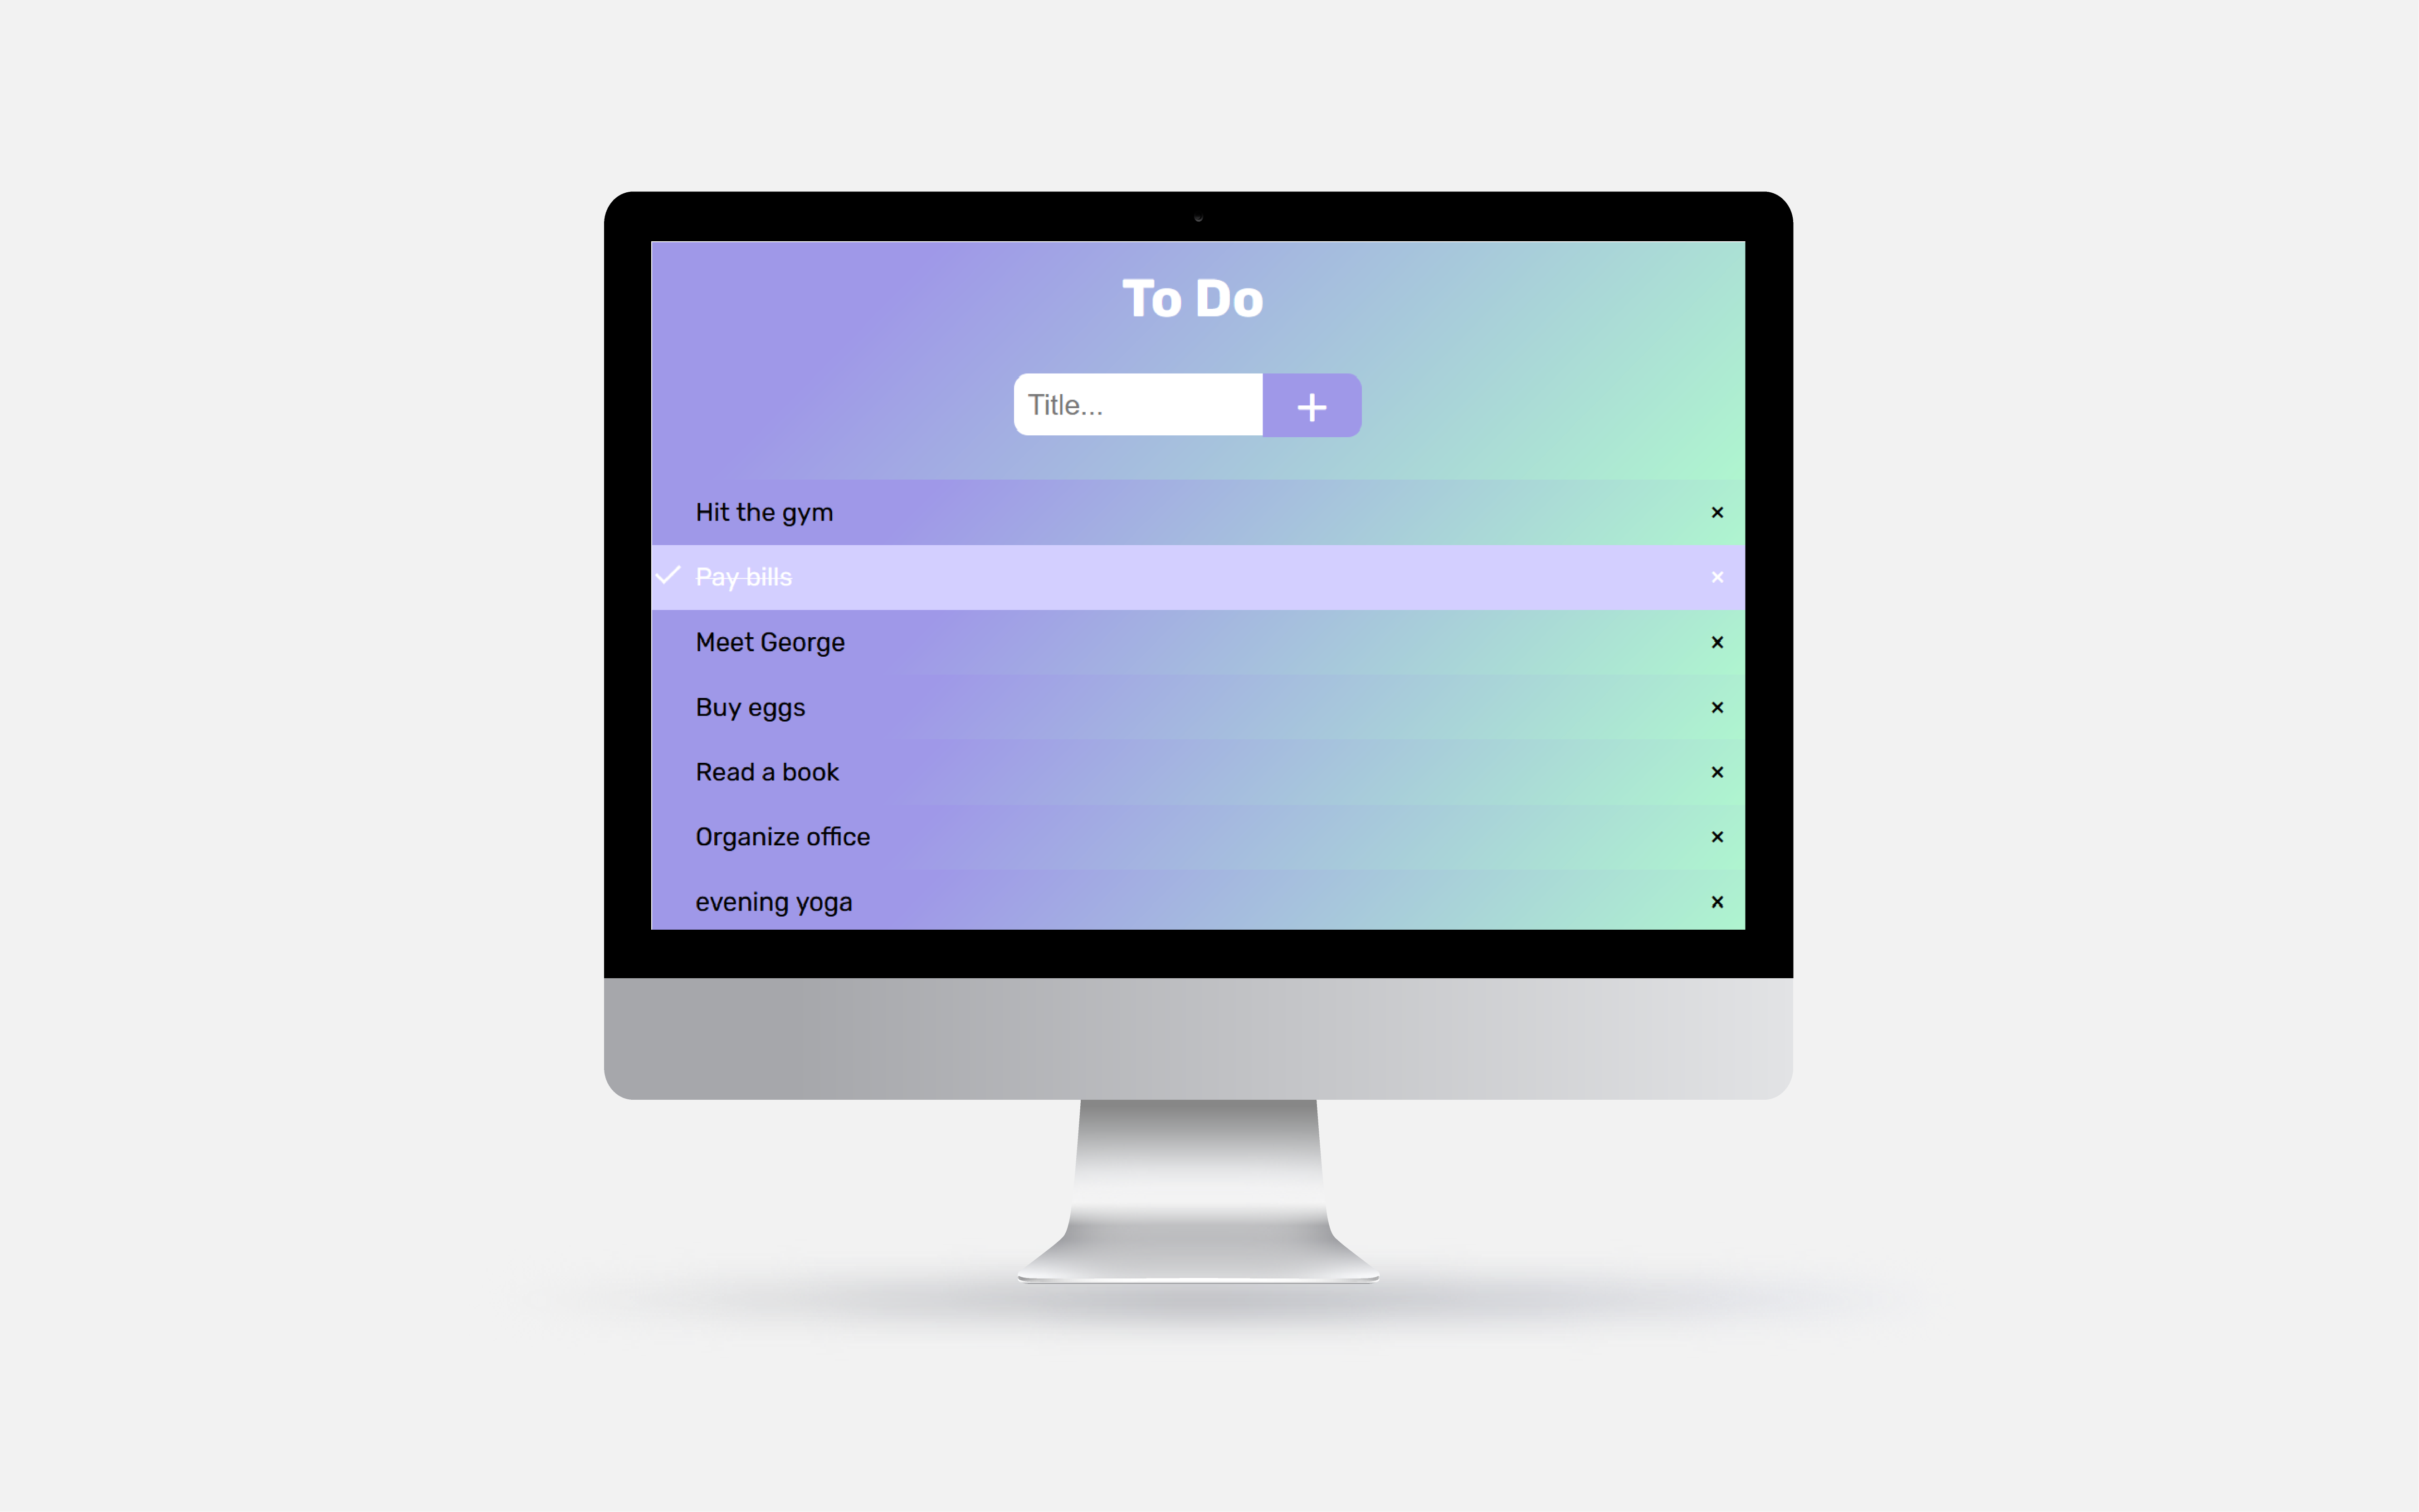 To Do
Title...
+
Hit the gym ×
Pay bills ×
Meet George ×
Buy eggs ×
Read a book ×
Organize office ×
evening yoga ×